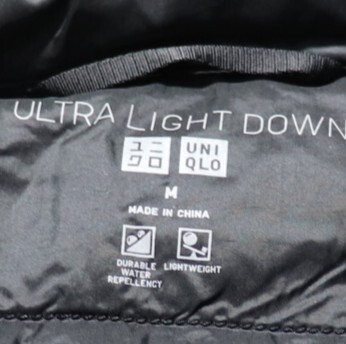 ULTRA LIGHT DOWN
ユニ UNI
クロ QLO
M
MADE IN CHINA
DURABLE
WATER
REPELLENCY
LIGHTWEIGHT